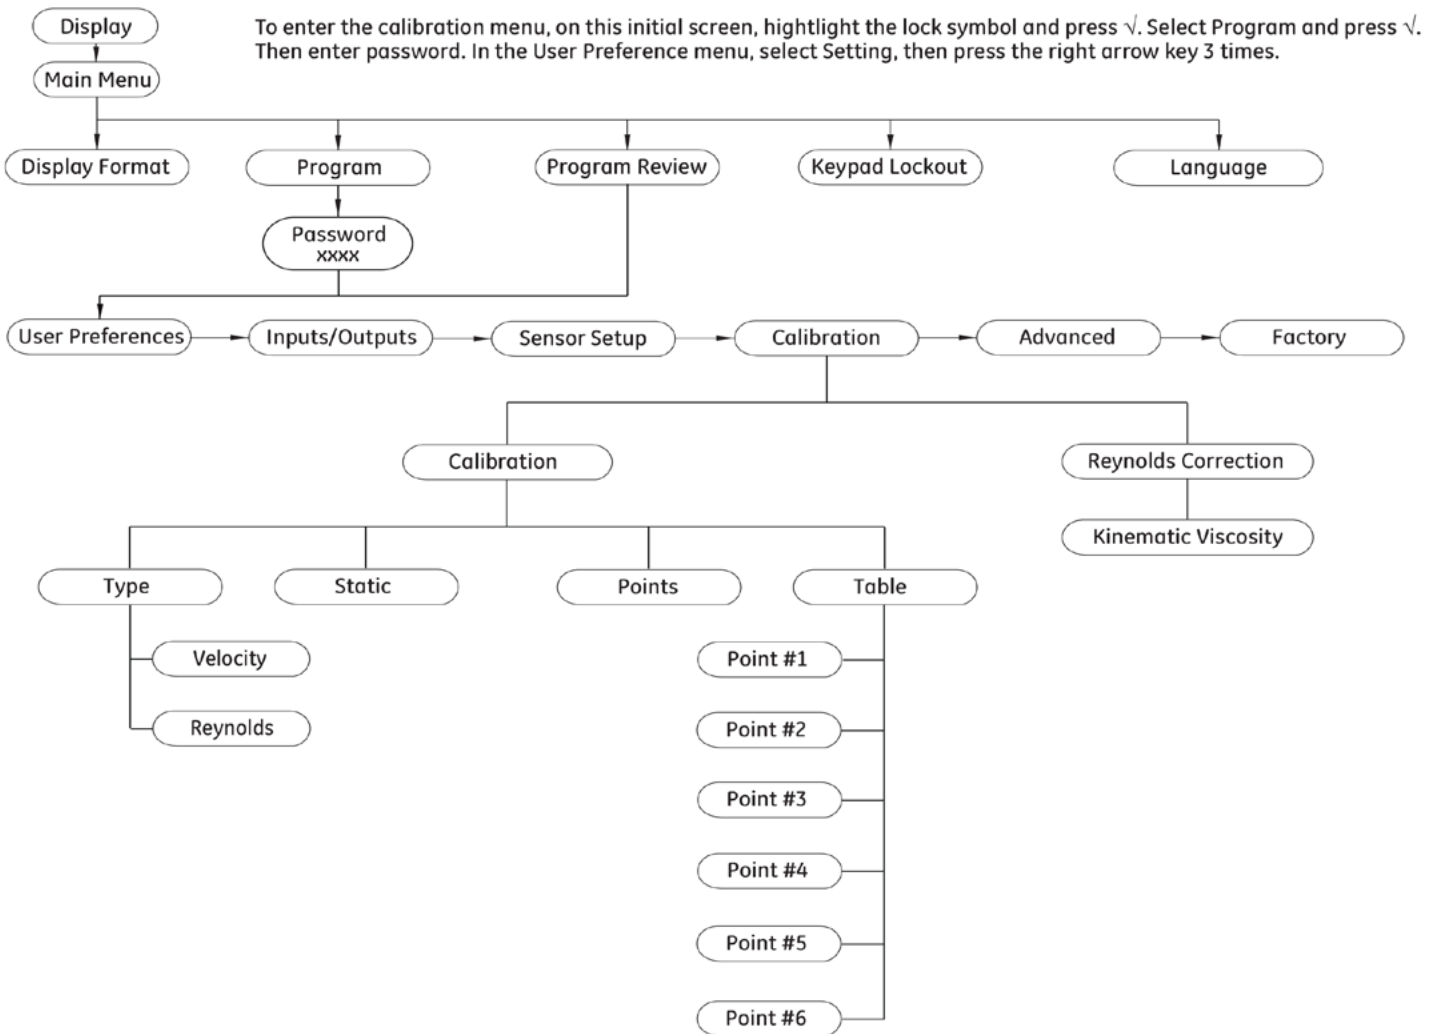 Display
To enter the calibration menu, on this initial screen, hightlight the lock symbol and press √. Select Program and press √.
Then enter password. In the User Preference menu, select Setting, then press the right arrow key 3 times.
Main Menu
Display Format
Program
Program Review
Keypad Lockout
Language
Password
xxxx
User Preferences
Inputs/Outputs
Sensor Setup
Calibration
Advanced
Factory
Calibration
Reynolds Correction
Kinematic Viscosity
Type
Static
Points
Table
Velocity
Reynolds
Point #1
Point #2
Point #3
Point #4
Point #5
Point #6